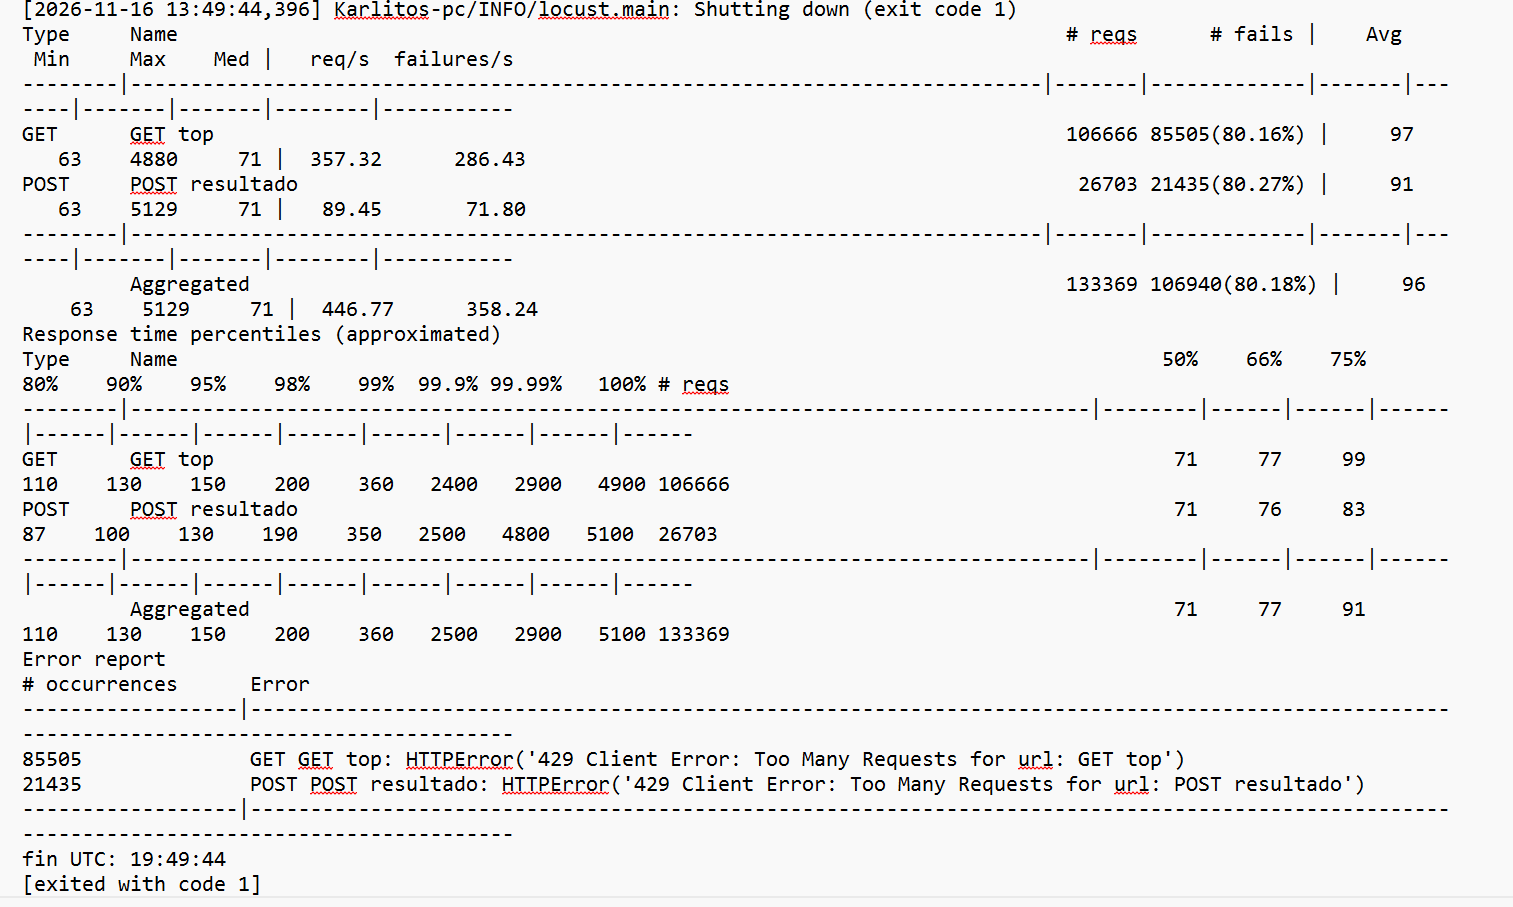 [2026-11-16 13:49:44,396] Karlitos-pc/INFO/locust.main: Shutting down (exit code 1)
Type     Name                                                                          # reqs      # fails |    Avg
 Min     Max    Med |   req/s  failures/s
--------|----------------------------------------------------------------------------|-------|-------------|-------|---
----|-------|-------|--------|-----------
GET      GET top                                                                       106666 85505(80.16%) |     97
   63    4880     71 |  357.32      286.43
POST     POST resultado                                                                 26703 21435(80.27%) |     91
   63    5129     71 |   89.45       71.80
--------|----------------------------------------------------------------------------|-------|-------------|-------|---
----|-------|-------|--------|-----------
         Aggregated                                                                    133369 106940(80.18%) |     96
    63    5129     71 |  446.77      358.24
Response time percentiles (approximated)
Type     Name                                                                                  50%    66%    75%
80%    90%    95%    98%    99%  99.9% 99.99%   100% # reqs
--------|--------------------------------------------------------------------------------|--------|------|------|------
|------|------|------|------|------|------|------|------
GET      GET top                                                                                71     77     99
110    130    150    200    360   2400   2900   4900 106666
POST     POST resultado                                                                         71     76     83
87    100    130    190    350   2500   4800   5100  26703
--------|--------------------------------------------------------------------------------|--------|------|------|------
|------|------|------|------|------|------|------|------
         Aggregated                                                                             71     77     91
110    130    150    200    360   2500   2900   5100 133369
Error report
# occurrences      Error
------------------|----------------------------------------------------------------------------------------------------
-----------------------------------------
85505              GET GET top: HTTPError('429 Client Error: Too Many Requests for url: GET top')
21435              POST POST resultado: HTTPError('429 Client Error: Too Many Requests for url: POST resultado')
------------------|----------------------------------------------------------------------------------------------------
-----------------------------------------
fin UTC: 19:49:44
[exited with code 1]